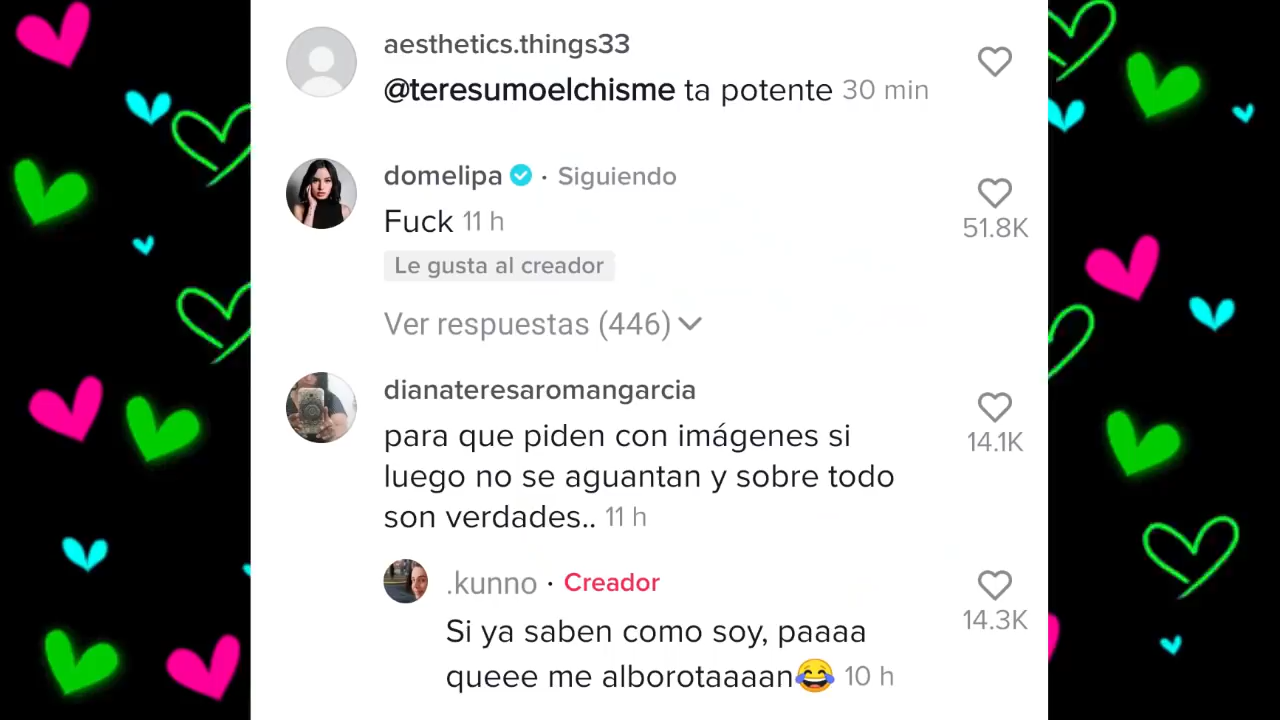 aesthetics.things33
@teresumoelchisme ta potente 30 min
domelipa · Siguiendo
Fuck 11 h
51.8K
Le gusta al creador
Ver respuestas (446)
dianateresaromangarcia
para que piden con imágenes si
14.1K
luego no se aguantan y sobre todo
son verdades.. 11 h
.kunno · Creador
14.3K
Si ya saben como soy, paaaa
queee me alborotaaaan😂 10 h